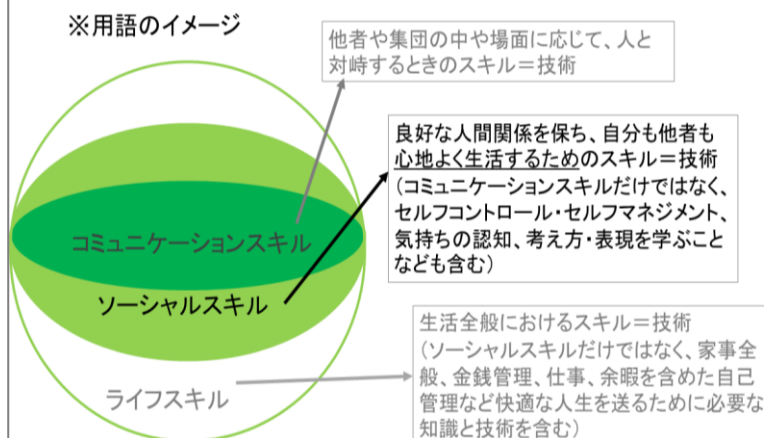 ※用語のイメージ
他者や集団の中や場面に応じて、人と
対峙するときのスキル＝技術
良好な人間関係を保ち、自分も他者も
心地よく生活するためのスキル＝技術
（コミュニケーションスキルだけではなく、
セルフコントロール・セルフマネジメント、
気持ちの認知、考え方・表現を学ぶこと
なども含む）
コミュニケーションスキル
ソーシャルスキル
生活全般におけるスキル＝技術
（ソーシャルスキルだけではなく、家事全
般、金銭管理、仕事、余暇を含めた自己
管理など快適な人生を送るために必要な
知識と技術を含む）
ライフスキル